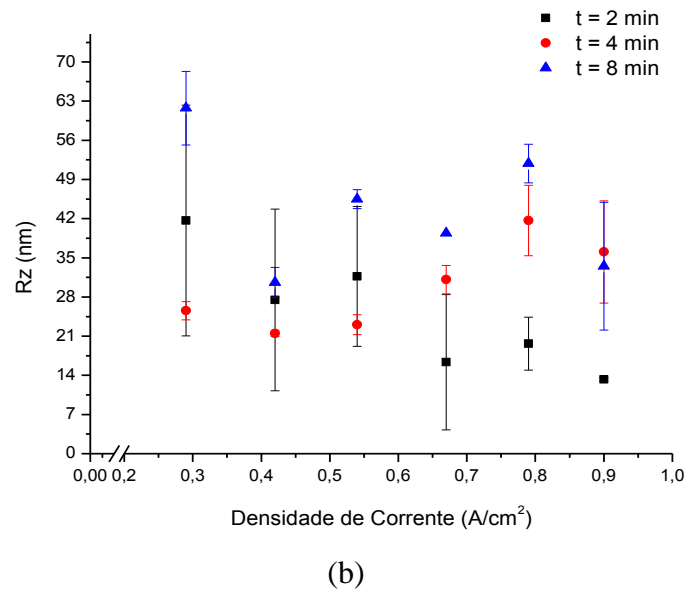 t = 2 min
t = 4 min
t = 8 min
70
63
56
49
42
35
28
21
14
7
0
Rz (nm)
0,00 0,2 0,3 0,4 0,5 0,6 0,7 0,8 0,9 1,0
Densidade de Corrente (A/cm²)
(b)